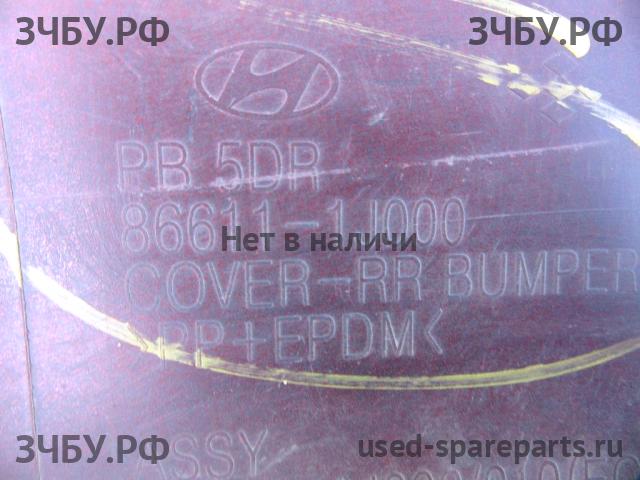 ЗЧБУ.РФ ЗЧБУ.РФ
PB 5DR
86611-1J000
Нет в наличи
COVER-RR BUMPER
PP+EPDM<
ЗЧБУ.РФ used-spareparts.ru
ASSY